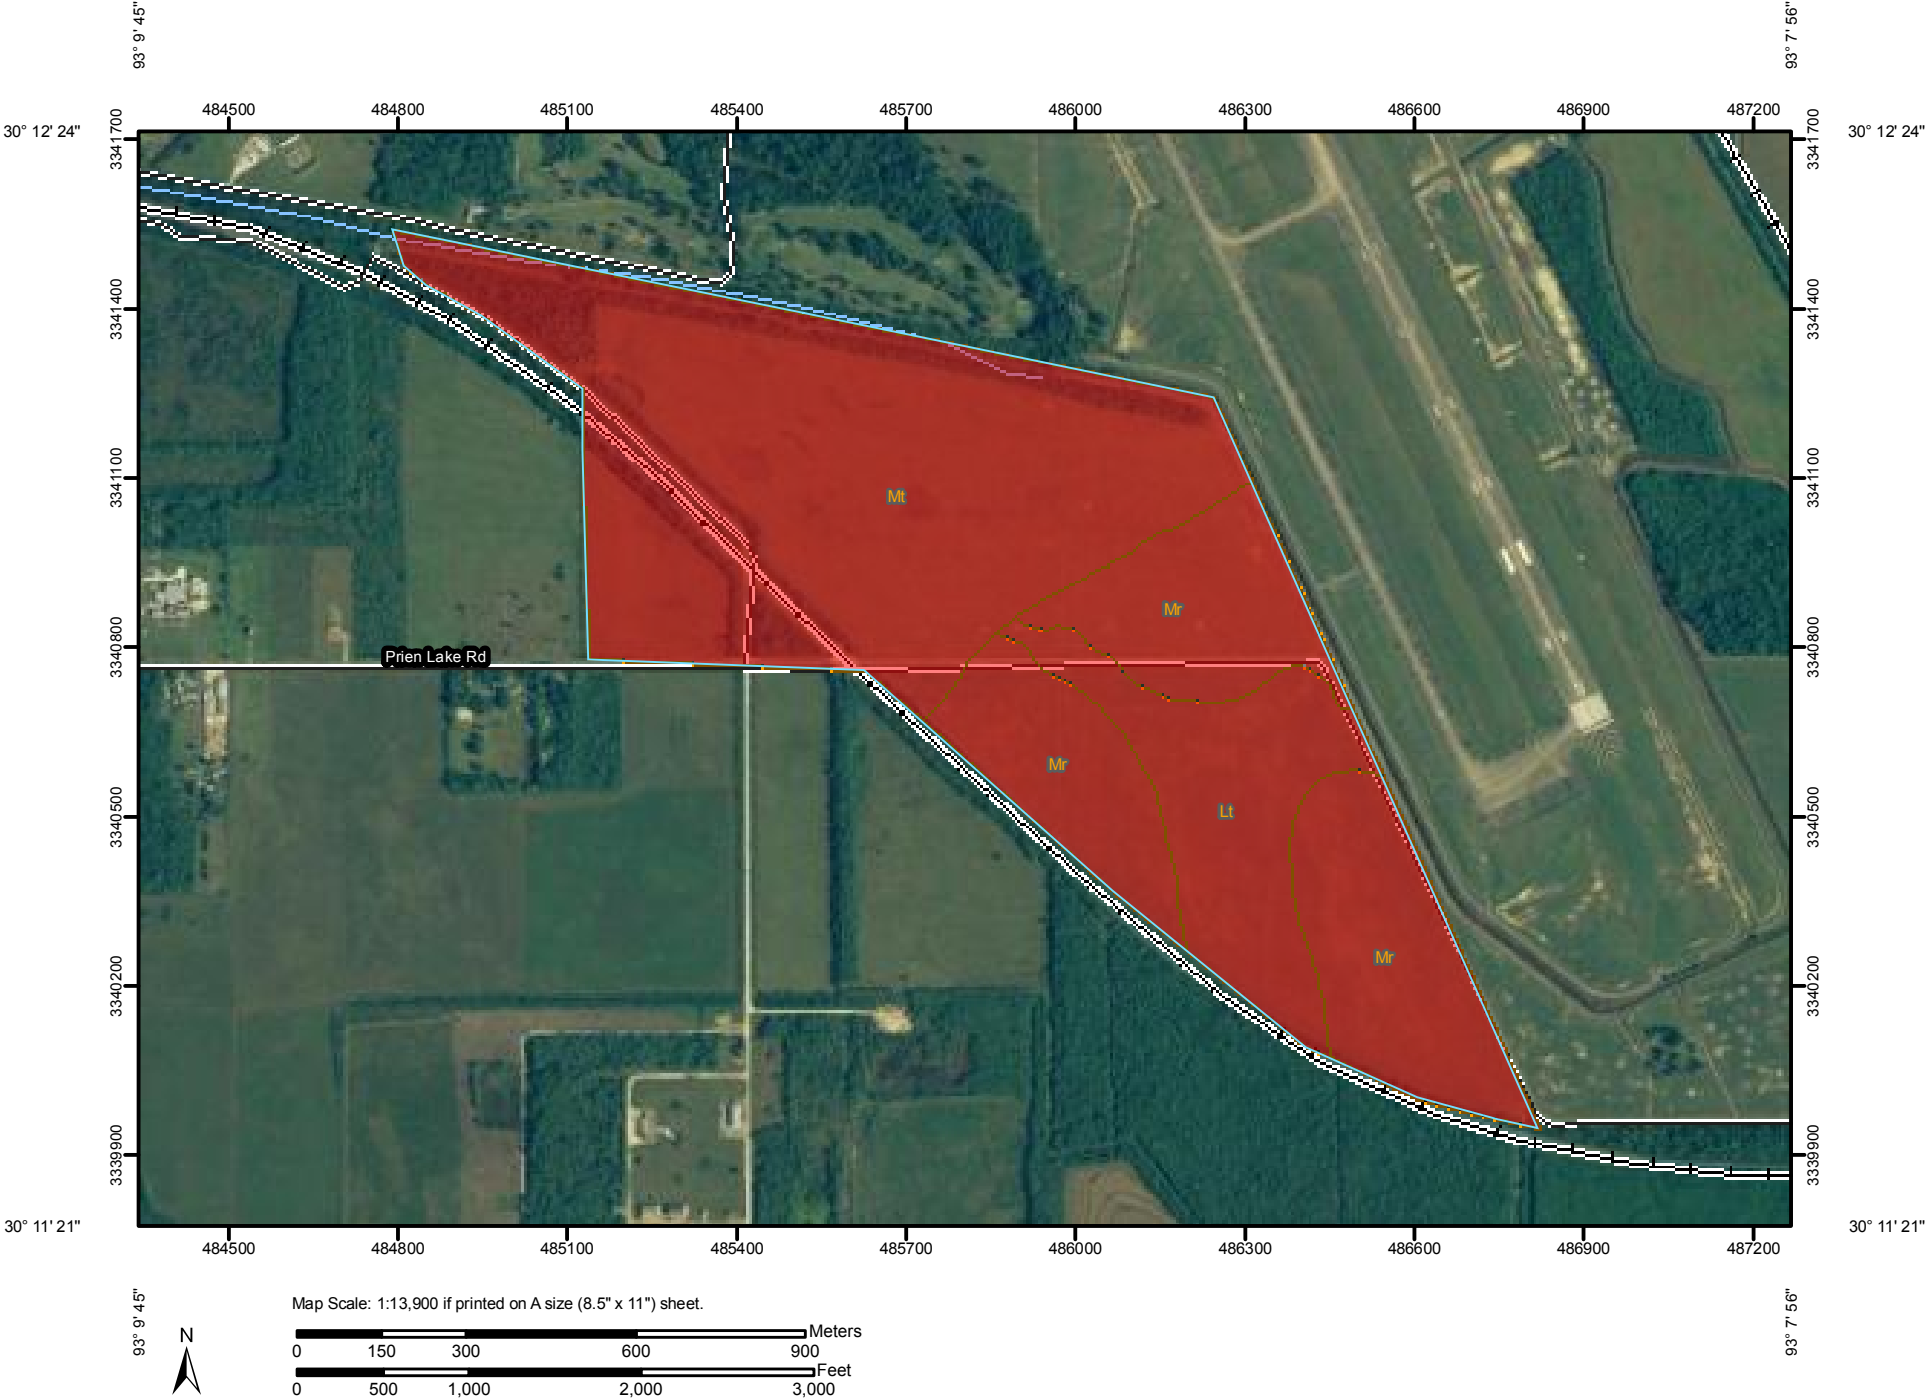 93° 9' 45"
93° 7' 56"
484500 484800 485100 485400 485700 486000 486300 486600 486900 487200
30° 12' 24"
30° 12' 24"
3341700
3341700
3341400
3341400
3341100
3341100
Mt
Mr
3340800
3340800
Prien Lake Rd
Mr
Lt
3340500
3340500
Mr
3340200
3340200
3339900
3339900
30° 11' 21"
30° 11' 21"
484500 484800 485100 485400 485700 486000 486300 486600 486900 487200
93° 9' 45"
93° 7' 56"
Map Scale: 1:13,900 if printed on A size (8.5" x 11") sheet.
N
Meters
0 150 300 600 900
Feet
0 500 1,000 2,000 3,000